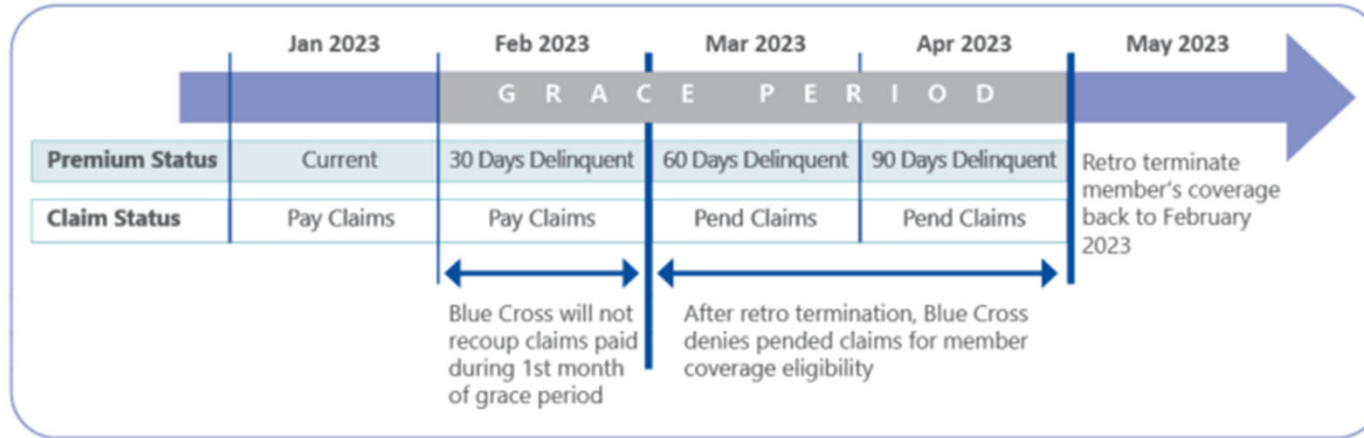 Jan 2023 Feb 2023 Mar 2023 Apr 2023 May 2023
G R A C E P E R I O D
Premium Status Current 30 Days Delinquent 60 Days Delinquent 90 Days Delinquent
Claim Status Pay Claims Pay Claims Pend Claims Pend Claims
Retro terminate
member's coverage
back to February
2023
Blue Cross will not
recoup claims paid
during 1st month
of grace period
After retro termination, Blue Cross
denies pended claims for member
coverage eligibility